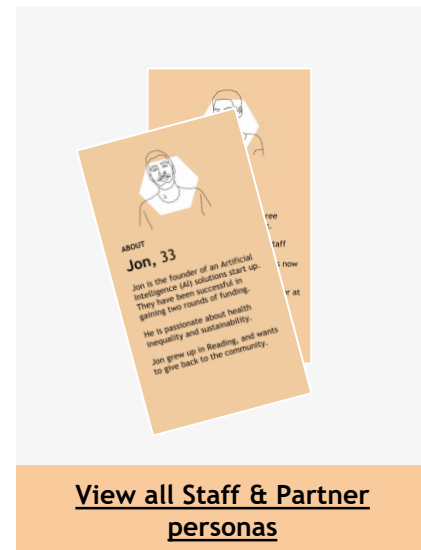 ABOUT
Jon, 33
Jon is the founder of an Artificial
Intelligence (AI) solutions start up.
They have been successful in
gaining two rounds of funding.
He is passionate about health
inequality and sustainability.
Jon grew up in Reading, and wants
to give back to the community.
now
at
View all Staff & Partner
personas